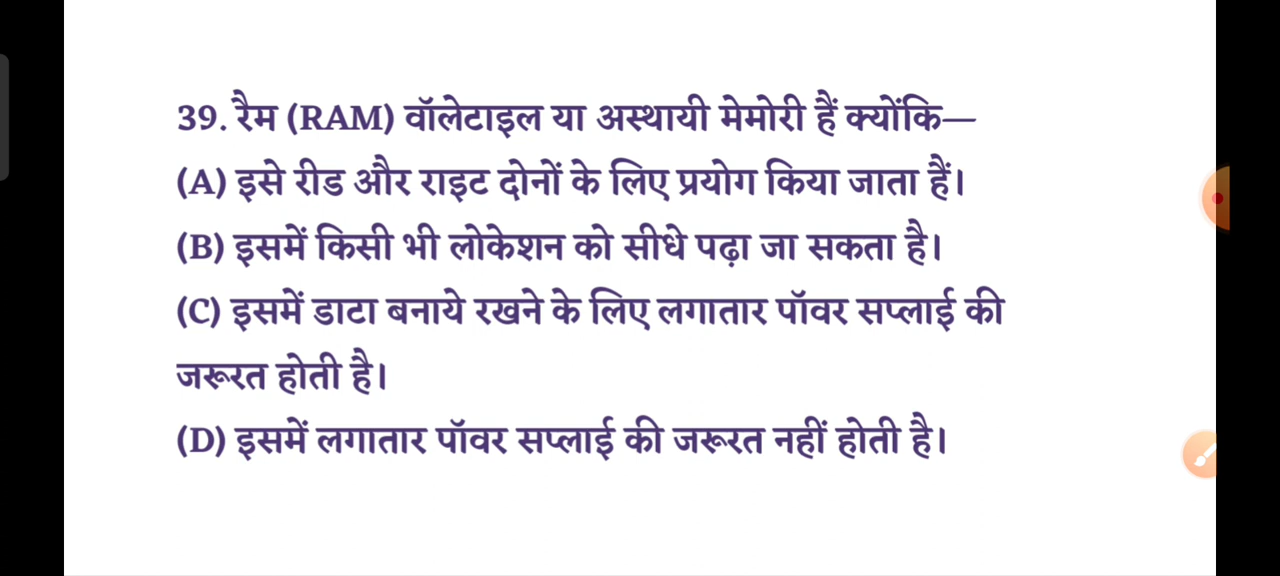 39. रैम (RAM) वॉलेटाइल या अस्थायी मेमोरी हैं क्योंकि—
(A) इसे रीड और राइट दोनों के लिए प्रयोग किया जाता हैं।
(B) इसमें किसी भी लोकेशन को सीधे पढ़ा जा सकता है।
(C) इसमें डाटा बनाये रखने के लिए लगातार पॉवर सप्लाई की
जरूरत होती है।
(D) इसमें लगातार पॉवर सप्लाई की जरूरत नहीं होती है।